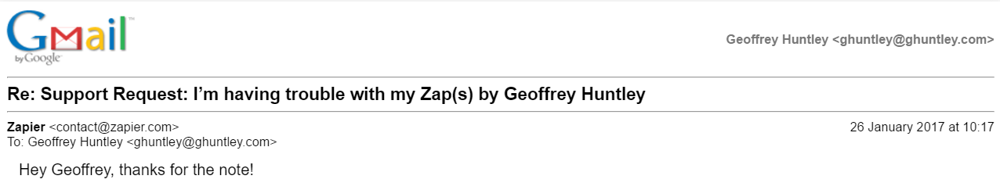 Gmail™
by Google™
Geoffrey Huntley <ghuntley@ghuntley.com>
Re: Support Request: I’m having trouble with my Zap(s) by Geoffrey Huntley
Zapier <contact@zapier.com>
26 January 2017 at 10:17
To: Geoffrey Huntley <ghuntley@ghuntley.com>
Hey Geoffrey, thanks for the note!